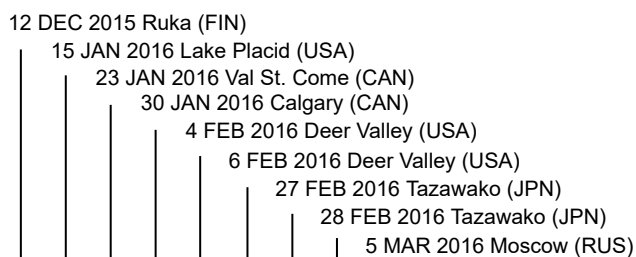 12 DEC 2015 Ruka (FIN)
15 JAN 2016 Lake Placid (USA)
23 JAN 2016 Val St. Come (CAN)
30 JAN 2016 Calgary (CAN)
4 FEB 2016 Deer Valley (USA)
6 FEB 2016 Deer Valley (USA)
27 FEB 2016 Tazawako (JPN)
28 FEB 2016 Tazawako (JPN)
5 MAR 2016 Moscow (RUS)